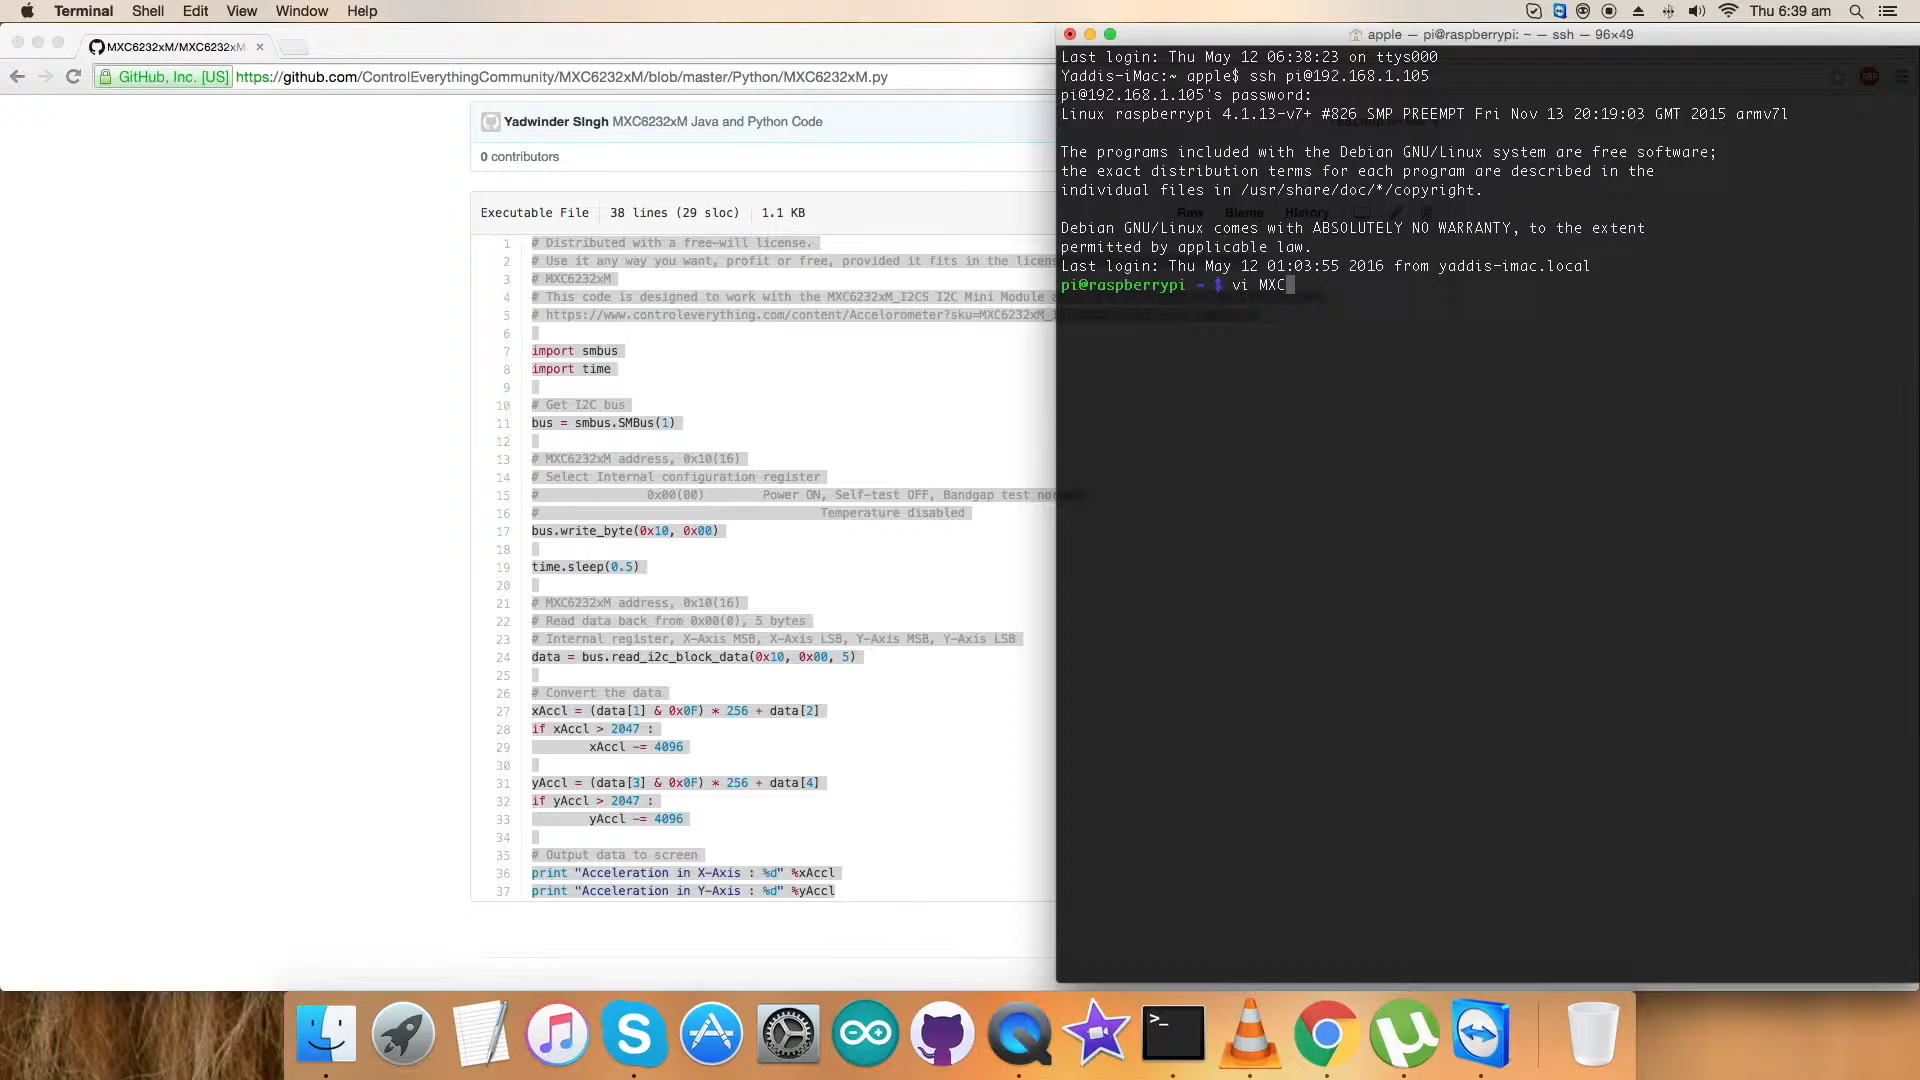 Terminal Shell Edit View Window Help Thu 6:39 am
MXC6232xM/MXC6232xM
GitHub, Inc. [US] https://github.com/ControlEverythingCommunity/MXC6232xM/blob/master/Python/MXC6232xM.py
Yadwinder Singh MXC6232xM Java and Python Code
0 contributors
Executable File 38 lines (29 sloc) 1.1 KB
1 # Distributed with a free-will license.
2 # Use it any way you want, profit or free, provided it fits in the licens
3 # MXC6232xM
4 # This code is designed to work with the MXC6232xM_I2CS I2C Mini Module a
5 # https://www.controleverything.com/content/Accelorometer?sku=MXC6232xM_
6
7 import smbus
8 import time
9
10 # Get I2C bus
11 bus = smbus.SMBus(1)
12
13 # MXC6232xM address, 0x10(16)
14 # Select Internal configuration register
15 # 0x00(00) Power ON, Self-test OFF, Bandgap test no
16 # Temperature disabled
17 bus.write_byte(0x10, 0x00)
18
19 time.sleep(0.5)
20
21 # MXC6232xM address, 0x10(16)
22 # Read data back from 0x00(0), 5 bytes
23 # Internal register, X-Axis MSB, X-Axis LSB, Y-Axis MSB, Y-Axis LSB
24 data = bus.read_i2c_block_data(0x10, 0x00, 5)
25
26 # Convert the data
27 xAccl = (data[1] & 0x0F) * 256 + data[2]
28 if xAccl > 2047 :
29 xAccl -= 4096
30
31 yAccl = (data[3] & 0x0F) * 256 + data[4]
32 if yAccl > 2047 :
33 yAccl -= 4096
34
35 # Output data to screen
36 print "Acceleration in X-Axis : %d" %xAccl
37 print "Acceleration in Y-Axis : %d" %yAccl
apple — pi@raspberrypi: ~ — ssh — 96×49
Last login: Thu May 12 06:38:23 on ttys000
Yaddis-iMac:~ apple$ ssh pi@192.168.1.105
pi@192.168.1.105's password:
Linux raspberrypi 4.1.13-v7+ #826 SMP PREEMPT Fri Nov 13 20:19:03 GMT 2015 armv7l
The programs included with the Debian GNU/Linux system are free software;
the exact distribution terms for each program are described in the
individual files in /usr/share/doc/*/copyright.
Raw Blame History
Debian GNU/Linux comes with ABSOLUTELY NO WARRANTY, to the extent
permitted by applicable law.
Last login: Thu May 12 01:03:55 2016 from yaddis-imac.local
pi@raspberrypi ~ $ vi MXC